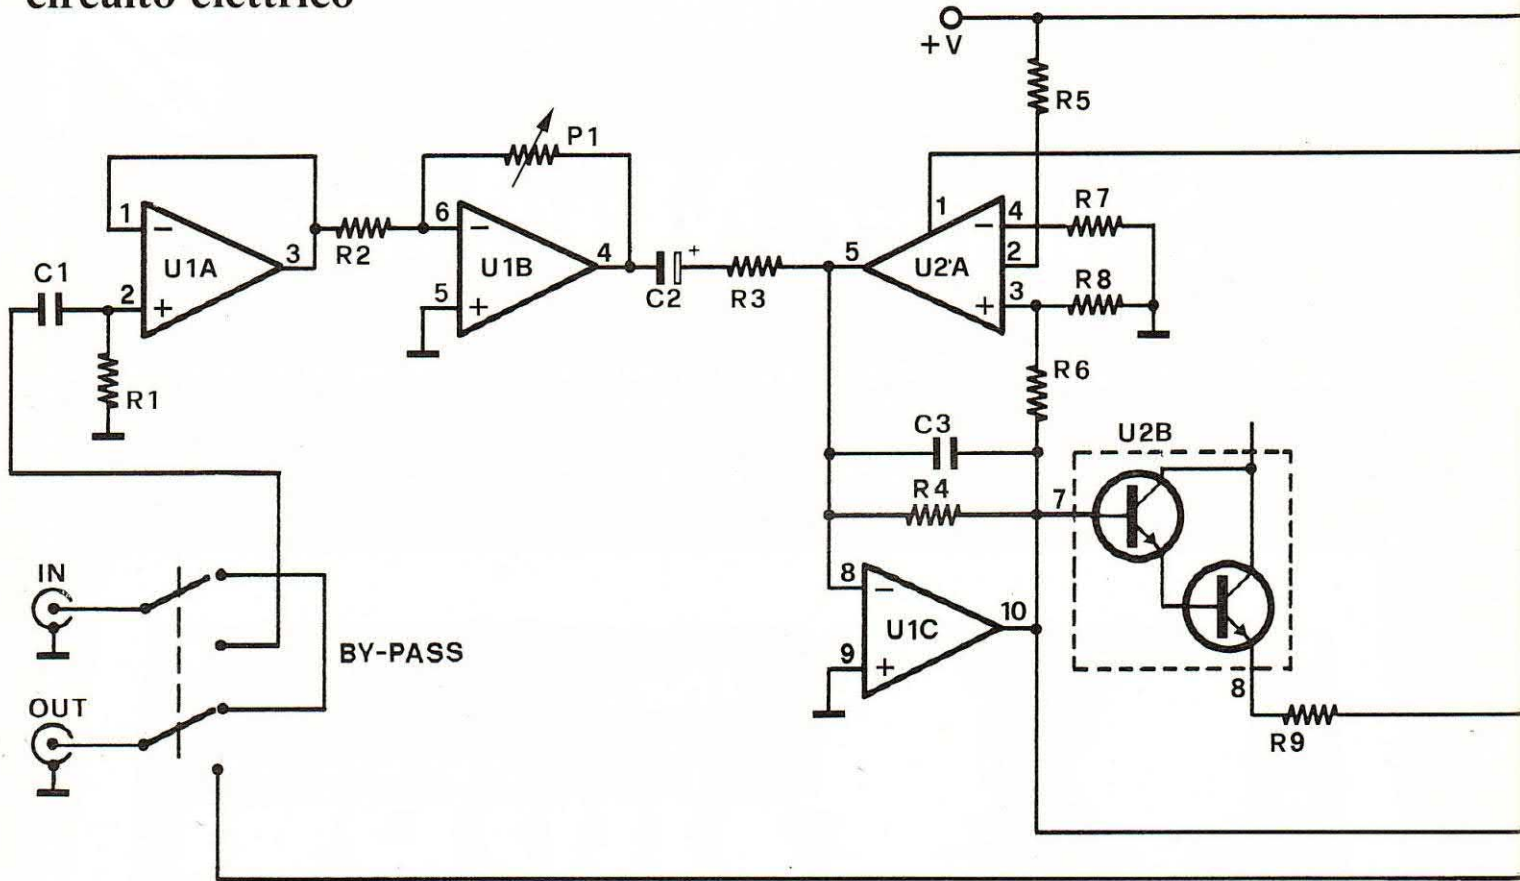 circuito elettrico
+V
R5
P1
R7
1
4
6
1
U1A
3
R2
U1B
4
+
C2
R3
5
U2'A
2
R8
3
C1
2
5
R1
R6
C3
U2B
R4
7
IN
8
U1C
10
9
BY-PASS
OUT
8
R9